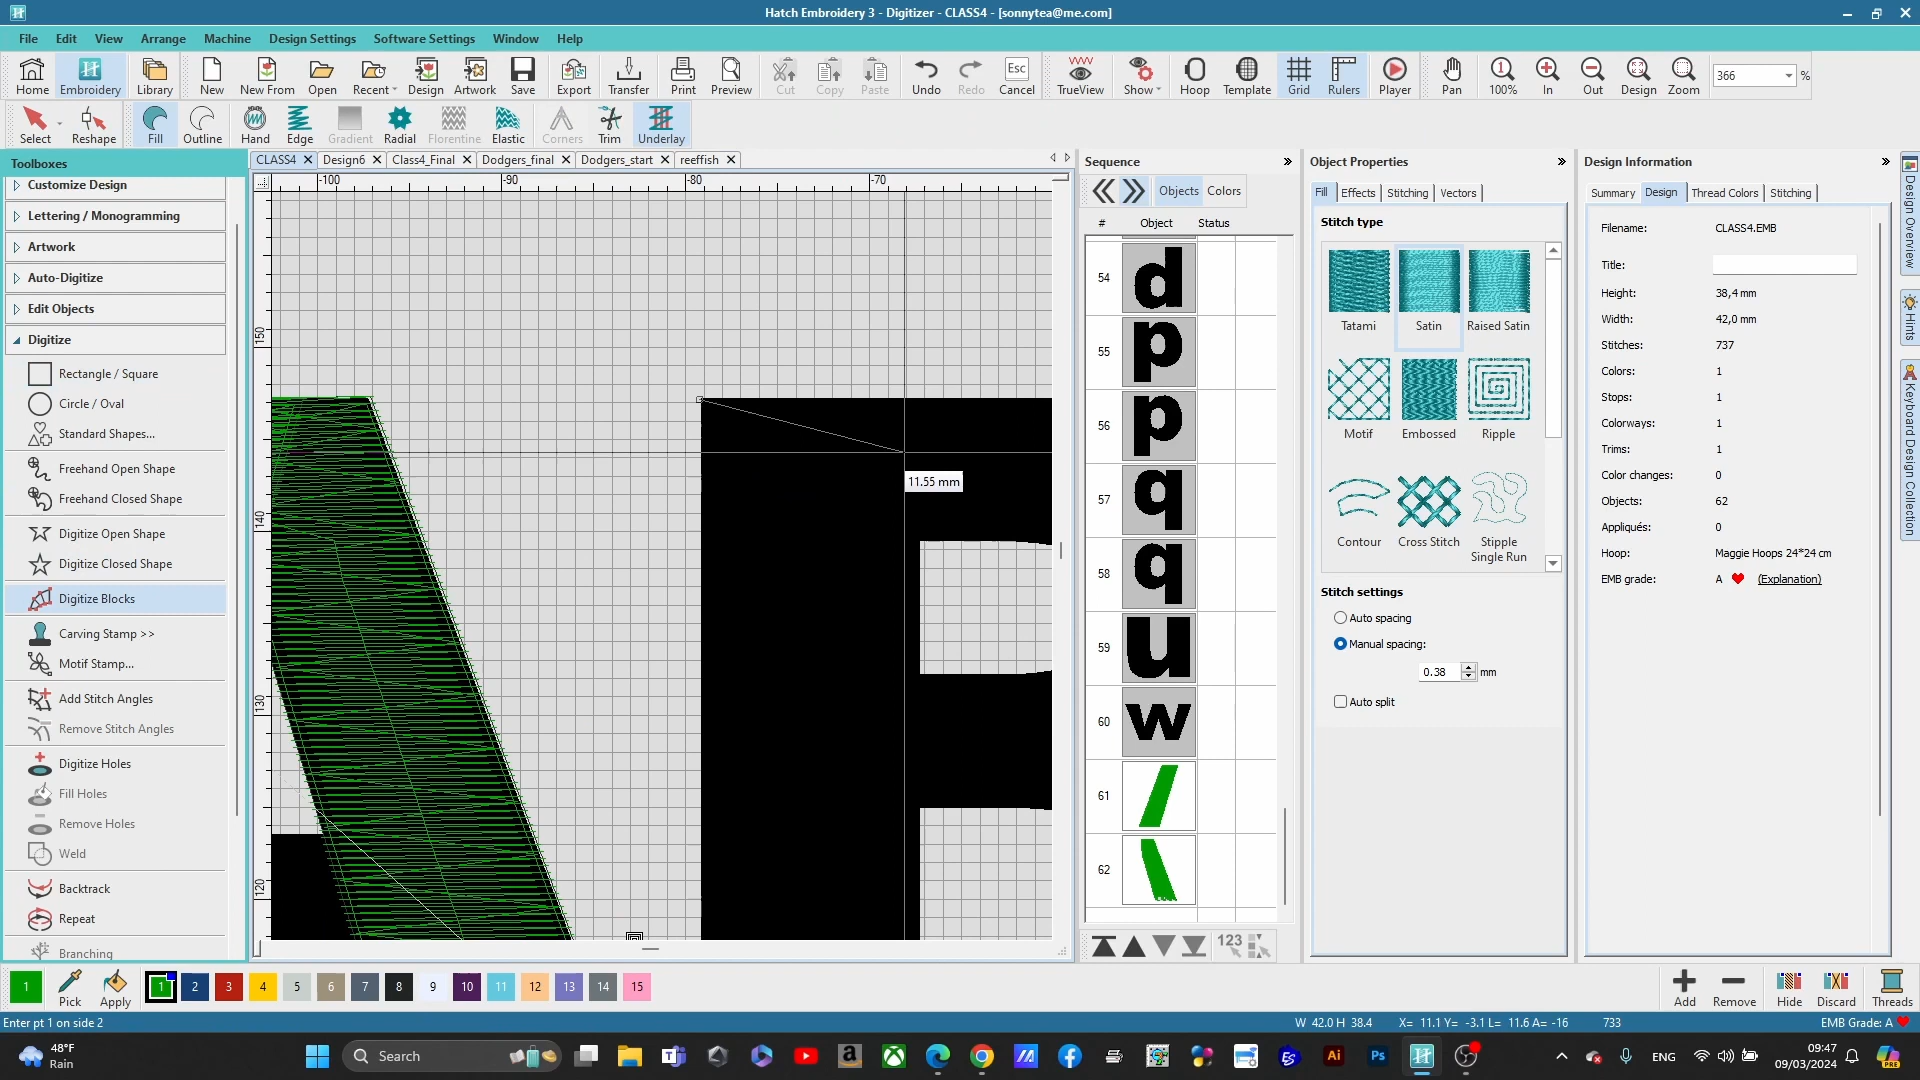 Hatch Embroidery 3 - Digitizer - CLASS4 - [sonnytea@me.com]
File Edit View Arrange Machine Design Settings Software Settings Window Help
Home Embroidery Library New New From Open Recent Design Artwork Save Export Transfer Print Preview Cut Copy Paste Undo Redo Esc Cancel TrueView Show Hoop Template Grid Rulers Player Pan 1 100% In Out Design Zoom 366 %
Select Reshape Fill Outline Hand Edge Gradient Radial Florentine Elastic Corners Trim Underlay
Toolboxes
Customize Design
Lettering / Monogramming
Artwork
Auto-Digitize
Edit Objects
Digitize
Rectangle / Square
Circle / Oval
Standard Shapes...
Freehand Open Shape
Freehand Closed Shape
Digitize Open Shape
Digitize Closed Shape
Digitize Blocks
Carving Stamp >>
Motif Stamp...
Add Stitch Angles
Remove Stitch Angles
Digitize Holes
Fill Holes
Remove Holes
Weld
Backtrack
Repeat
Branching
CLASS4 Design6 Class4_Final Dodgers_final Dodgers_start reeffish
-100 -90 -80 -70
150
140
130
120
11.55 mm
Sequence
Objects Colors
# Object Status
54 d
55 p
56 p
57 q
58 q
59 u
60 w
61
62
123
Object Properties
Fill Effects Stitching Vectors
Stitch type
Tatami Satin Raised Satin
Motif Embossed Ripple
Contour Cross Stitch Stipple Single Run
Stitch settings
Auto spacing
Manual spacing:
0.38 mm
Auto split
Design Information
Summary Design Thread Colors Stitching
Filename: CLASS4.EMB
Title:
Height: 38,4 mm
Width: 42,0 mm
Stitches: 737
Colors: 1
Stops: 1
Colorways: 1
Trims: 1
Color changes: 0
Objects: 62
Appliqués: 0
Hoop: Maggie Hoops 24*24 cm
EMB grade: A (Explanation)
Design Overview
Hints
Keyboard Design Collection
1 Pick Apply 1 2 3 4 5 6 7 8 9 10 11 12 13 14 15 Add Remove Hide Discard Threads
Enter pt 1 on side 2 W 42.0 H 38.4 X= 11.1 Y= -3.1 L= 11.6 A= -16 733 EMB Grade: A
48°F
Rain
Search
ENG
09:47
09/03/2024